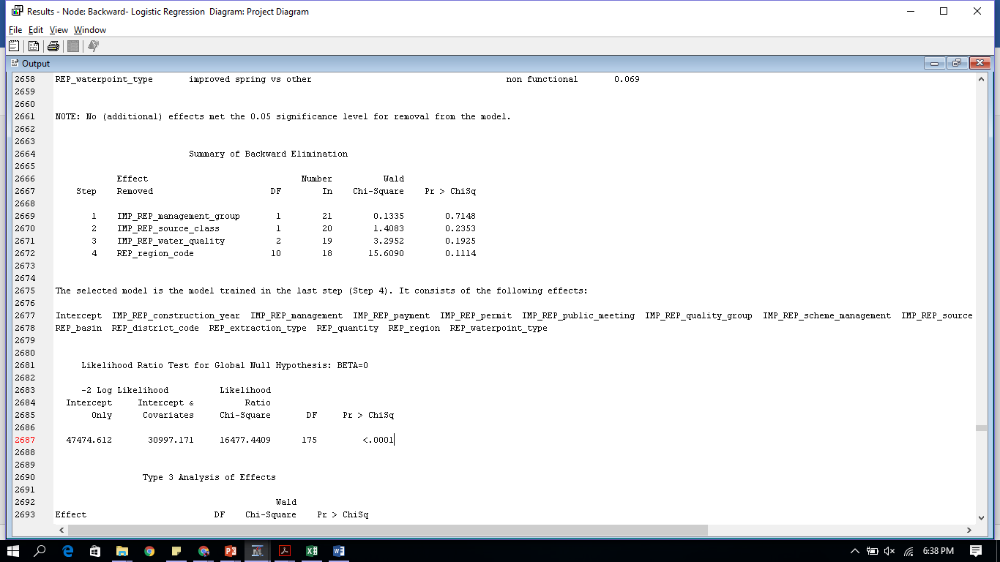 Results - Node: Backward- Logistic Regression Diagram: Project Diagram
File Edit View Window
Output
2658 REP_waterpoint_type improved spring vs other non functional 0.069
2659
2660
2661 NOTE: No (additional) effects met the 0.05 significance level for removal from the model.
2662
2663
2664 Summary of Backward Elimination
2665
2666 Effect Number Wald
2667 Step Removed DF In Chi-Square Pr > ChiSq
2668
2669 1 IMP_REP_management_group 1 21 0.1335 0.7148
2670 2 IMP_REP_source_class 1 20 1.4083 0.2353
2671 3 IMP_REP_water_quality 2 19 3.2952 0.1925
2672 4 REP_region_code 10 18 15.6090 0.1114
2673
2674
2675 The selected model is the model trained in the last step (Step 4). It consists of the following effects:
2676
2677 Intercept IMP_REP_construction_year IMP_REP_management IMP_REP_payment IMP_REP_permit IMP_REP_public_meeting IMP_REP_quality_group IMP_REP_scheme_management IMP_REP_source
2678 REP_basin REP_district_code REP_extraction_type REP_quantity REP_region REP_waterpoint_type
2679
2680
2681 Likelihood Ratio Test for Global Null Hypothesis: BETA=0
2682
2683 -2 Log Likelihood Likelihood
2684 Intercept Intercept & Ratio
2685 Only Covariates Chi-Square DF Pr > ChiSq
2686
2687 47474.612 30997.171 16477.4409 175 <.0001
2688
2689
2690 Type 3 Analysis of Effects
2691
2692 Wald
2693 Effect DF Chi-Square Pr > ChiSq
6:38 PM